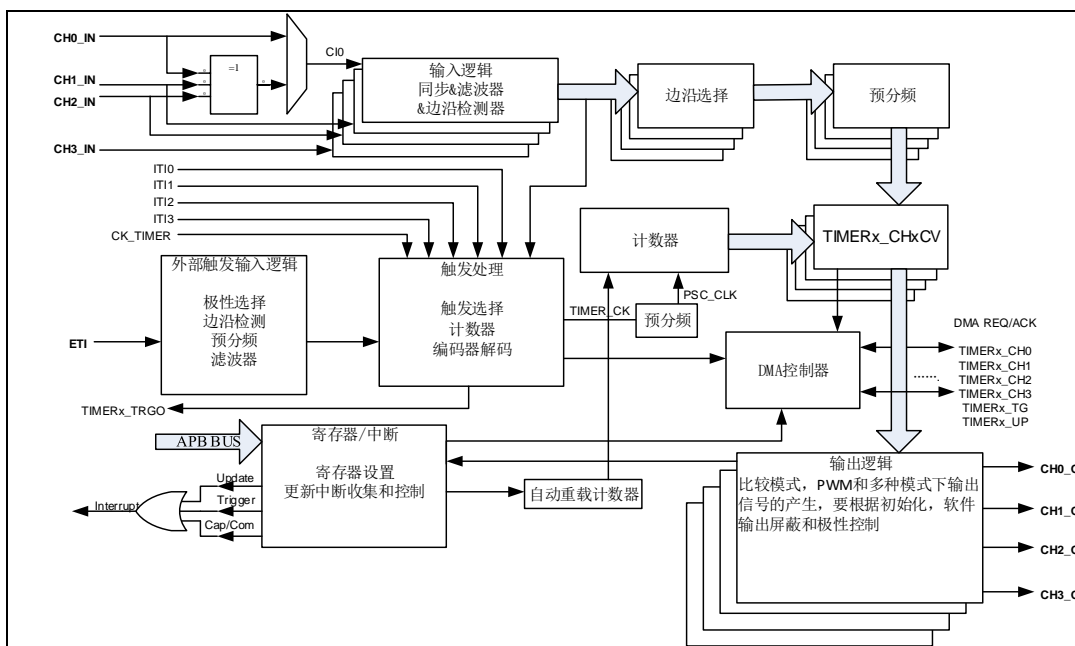 CH0_IN
CH1_IN
CH2_IN
CH3_IN
=1
CI0
输入逻辑
同步&滤波器
&边沿检测器
边沿选择
预分频
ITI0
ITI1
ITI2
ITI3
CK_TIMER
外部触发输入逻辑
极性选择
边沿检测
预分频
滤波器
ETI
触发处理
触发选择
计数器
编码器解码
TIMERx_TRGO
TIMER_CK
预分频
PSC_CLK
计数器
TIMERx_CHxCV
DMA控制器
DMA REQ/ACK
TIMERx_CH0
TIMERx_CH1
…….
TIMERx_CH2
TIMERx_CH3
TIMERx_TG
TIMERx_UP
APB BUS
寄存器/中断
寄存器设置
更新中断收集和控制
Update
Trigger
Cap/Com
Interrupt
自动重载计数器
输出逻辑
比较模式，PWM和多种模式下输出
信号的产生，要根据初始化，软件
输出屏蔽和极性控制
CH0_O
CH1_O
CH2_O
CH3_O